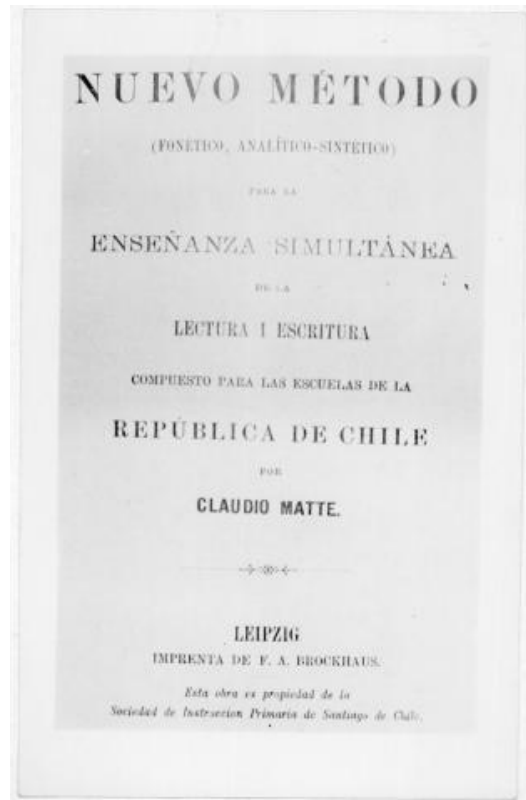 NUEVO MÉTODO
(FONÉTICO, ANALÍTICO-SINTÉTICO)
PARA LA
ENSEÑANZA SIMULTÁNEA
DE LA
LECTURA I ESCRITURA
COMPUESTO PARA LAS ESCUELAS DE LA
REPÚBLICA DE CHILE
POR
CLAUDIO MATTE.
LEIPZIG
IMPRENTA DE F. A. BROCKHAUS.
Esta obra es propiedad de la
Sociedad de Instruccion Primaria de Santiago de Chile.